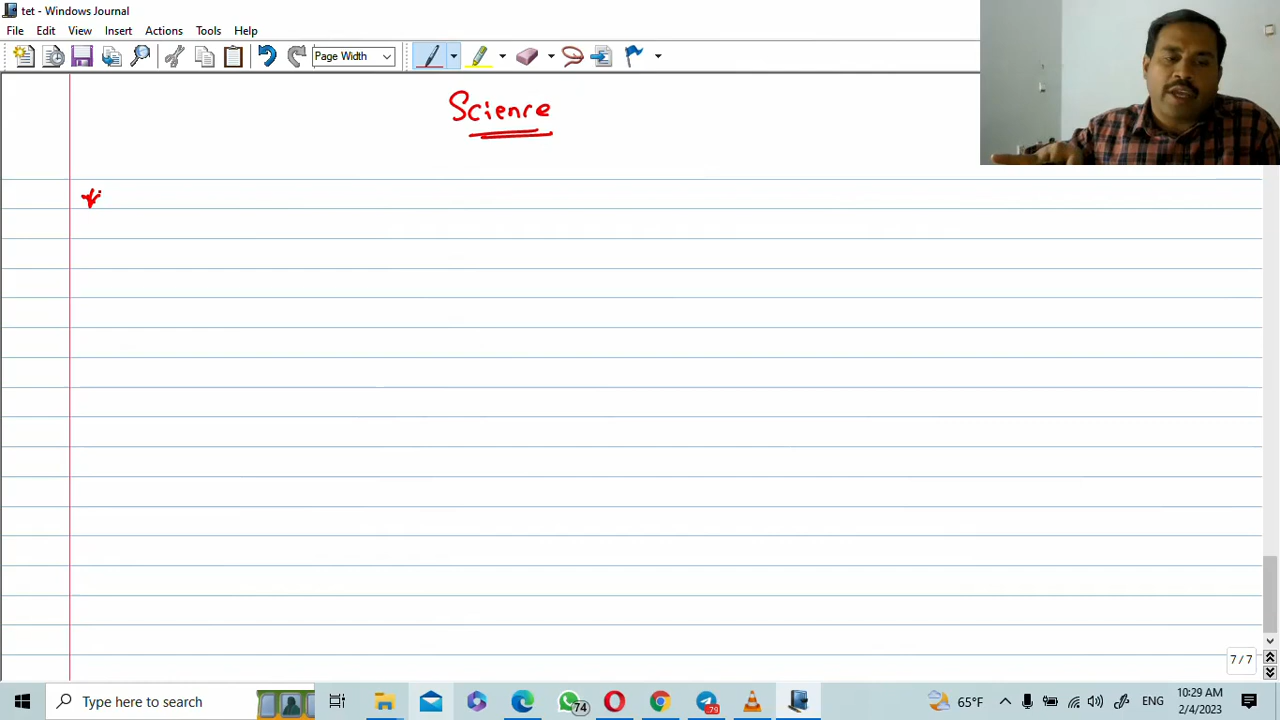 tet - Windows Journal
File Edit View Insert Actions Tools Help
Page Width
Science
*
7 / 7
Type here to search
74
79
65°F
ENG
10:29 AM
2/4/2023